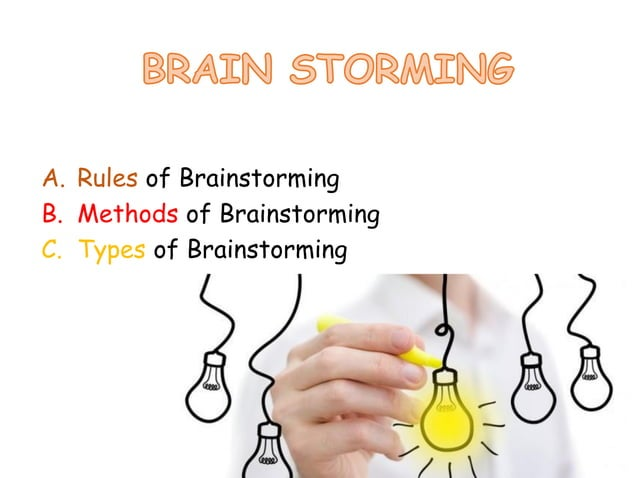 BRAIN STORMING
A. Rules of Brainstorming
B. Methods of Brainstorming
C. Types of Brainstorming